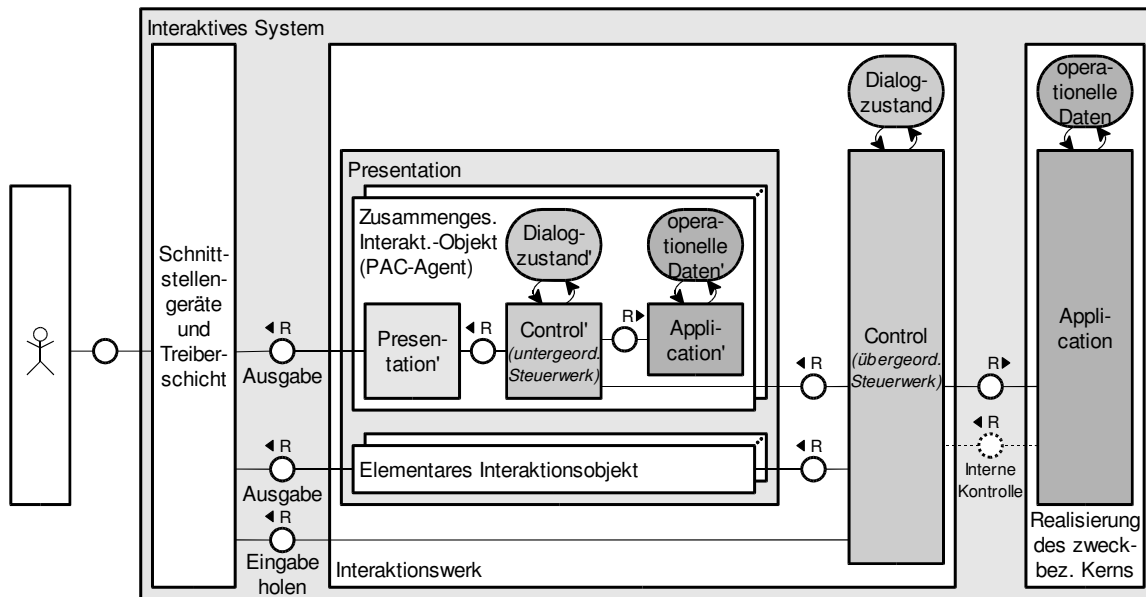 Interaktives System
Schnitt-
stellen-
geräte
und
Treiber-
schicht
R
Ausgabe
R
Ausgabe
R
Eingabe
holen
Presentation
Zusammenges.
Interakt.-Objekt
(PAC-Agent)
Dialog-
zustand'
opera-
tionelle
Daten'
Presen-
tation'
R
Control'
(untergeord.
Steuerwerk)
R
Appli-
cation'
Elementares Interaktionsobjekt
R
R
Interaktionswerk
Dialog-
zustand
Control
(übergeord.
Steuerwerk)
R
R
Interne
Kontrolle
opera-
tionelle
Daten
Appli-
cation
Realisierung
des zweck-
bez. Kerns